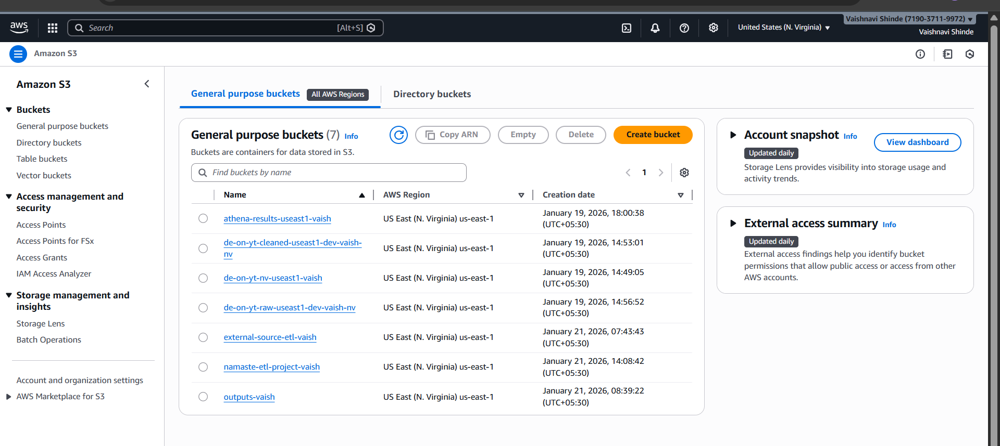 aws
Search
[Alt+S]
United States (N. Virginia)
Vaishnavi Shinde (7190-3711-9972)
Vaishnavi Shinde
Amazon S3
Amazon S3
Buckets
General purpose buckets
Directory buckets
Table buckets
Vector buckets
Access management and
security
Access Points
Access Points for FSx
Access Grants
IAM Access Analyzer
Storage management and
insights
Storage Lens
Batch Operations
Account and organization settings
AWS Marketplace for S3
General purpose buckets All AWS Regions
Directory buckets
General purpose buckets (7) Info
Copy ARN
Empty
Delete
Create bucket
Buckets are containers for data stored in S3.
Find buckets by name
1
Name AWS Region Creation date
athena-results-useast1-vaish US East (N. Virginia) us-east-1 January 19, 2026, 18:00:38
(UTC+05:30)
de-on-yt-cleaned-useast1-dev-vaish-
nv US East (N. Virginia) us-east-1 January 19, 2026, 14:53:01
(UTC+05:30)
de-on-yt-nv-useast1-vaish US East (N. Virginia) us-east-1 January 19, 2026, 14:49:05
(UTC+05:30)
de-on-yt-raw-useast1-dev-vaish-nv US East (N. Virginia) us-east-1 January 19, 2026, 14:56:52
(UTC+05:30)
external-source-etl-vaish US East (N. Virginia) us-east-1 January 21, 2026, 07:43:43
(UTC+05:30)
namaste-etl-project-vaish US East (N. Virginia) us-east-1 January 21, 2026, 14:08:42
(UTC+05:30)
outputs-vaish US East (N. Virginia) us-east-1 January 21, 2026, 08:39:22
(UTC+05:30)
Account snapshot Info
View dashboard
Updated daily
Storage Lens provides visibility into storage usage and
activity trends.
External access summary Info
Updated daily
External access findings help you identify bucket
permissions that allow public access or access from other
AWS accounts.